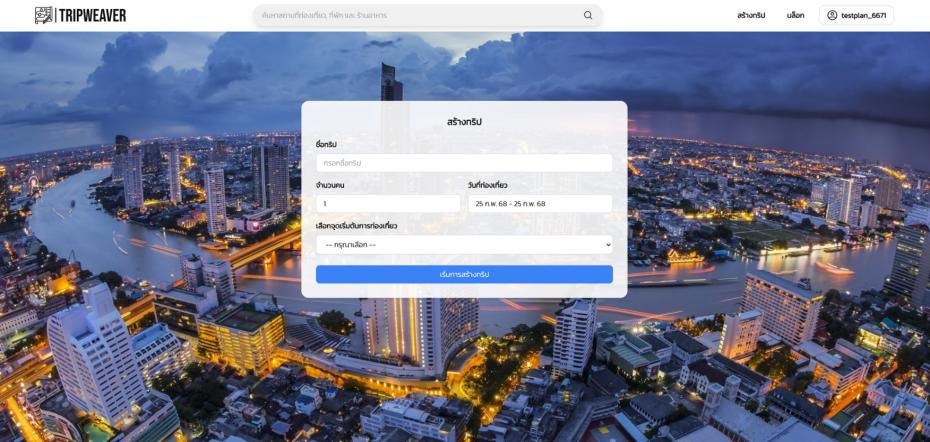 TRIPWEAVER
ค้นหาสถานที่ท่องเที่ยว, ที่พัก และ ร้านอาหาร
สร้างทริป
บล็อก
testplan_6671
สร้างทริป
ชื่อทริป
กรอกชื่อทริป
จำนวนคน
วันที่ท่องเที่ยว
1
25 ก.พ. 68 - 25 ก.พ. 68
เลือกจุดเริ่มต้นการท่องเที่ยว
-- กรุณาเลือก --
เริ่มการสร้างทริป